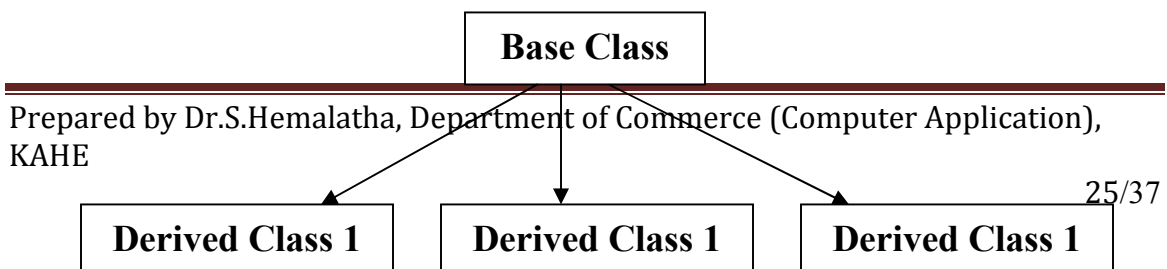 Base Class
Prepared by Dr.S.Hemalatha, Department of Commerce (Computer Application),
KAHE
25/37
Derived Class 1 Derived Class 1 Derived Class 1